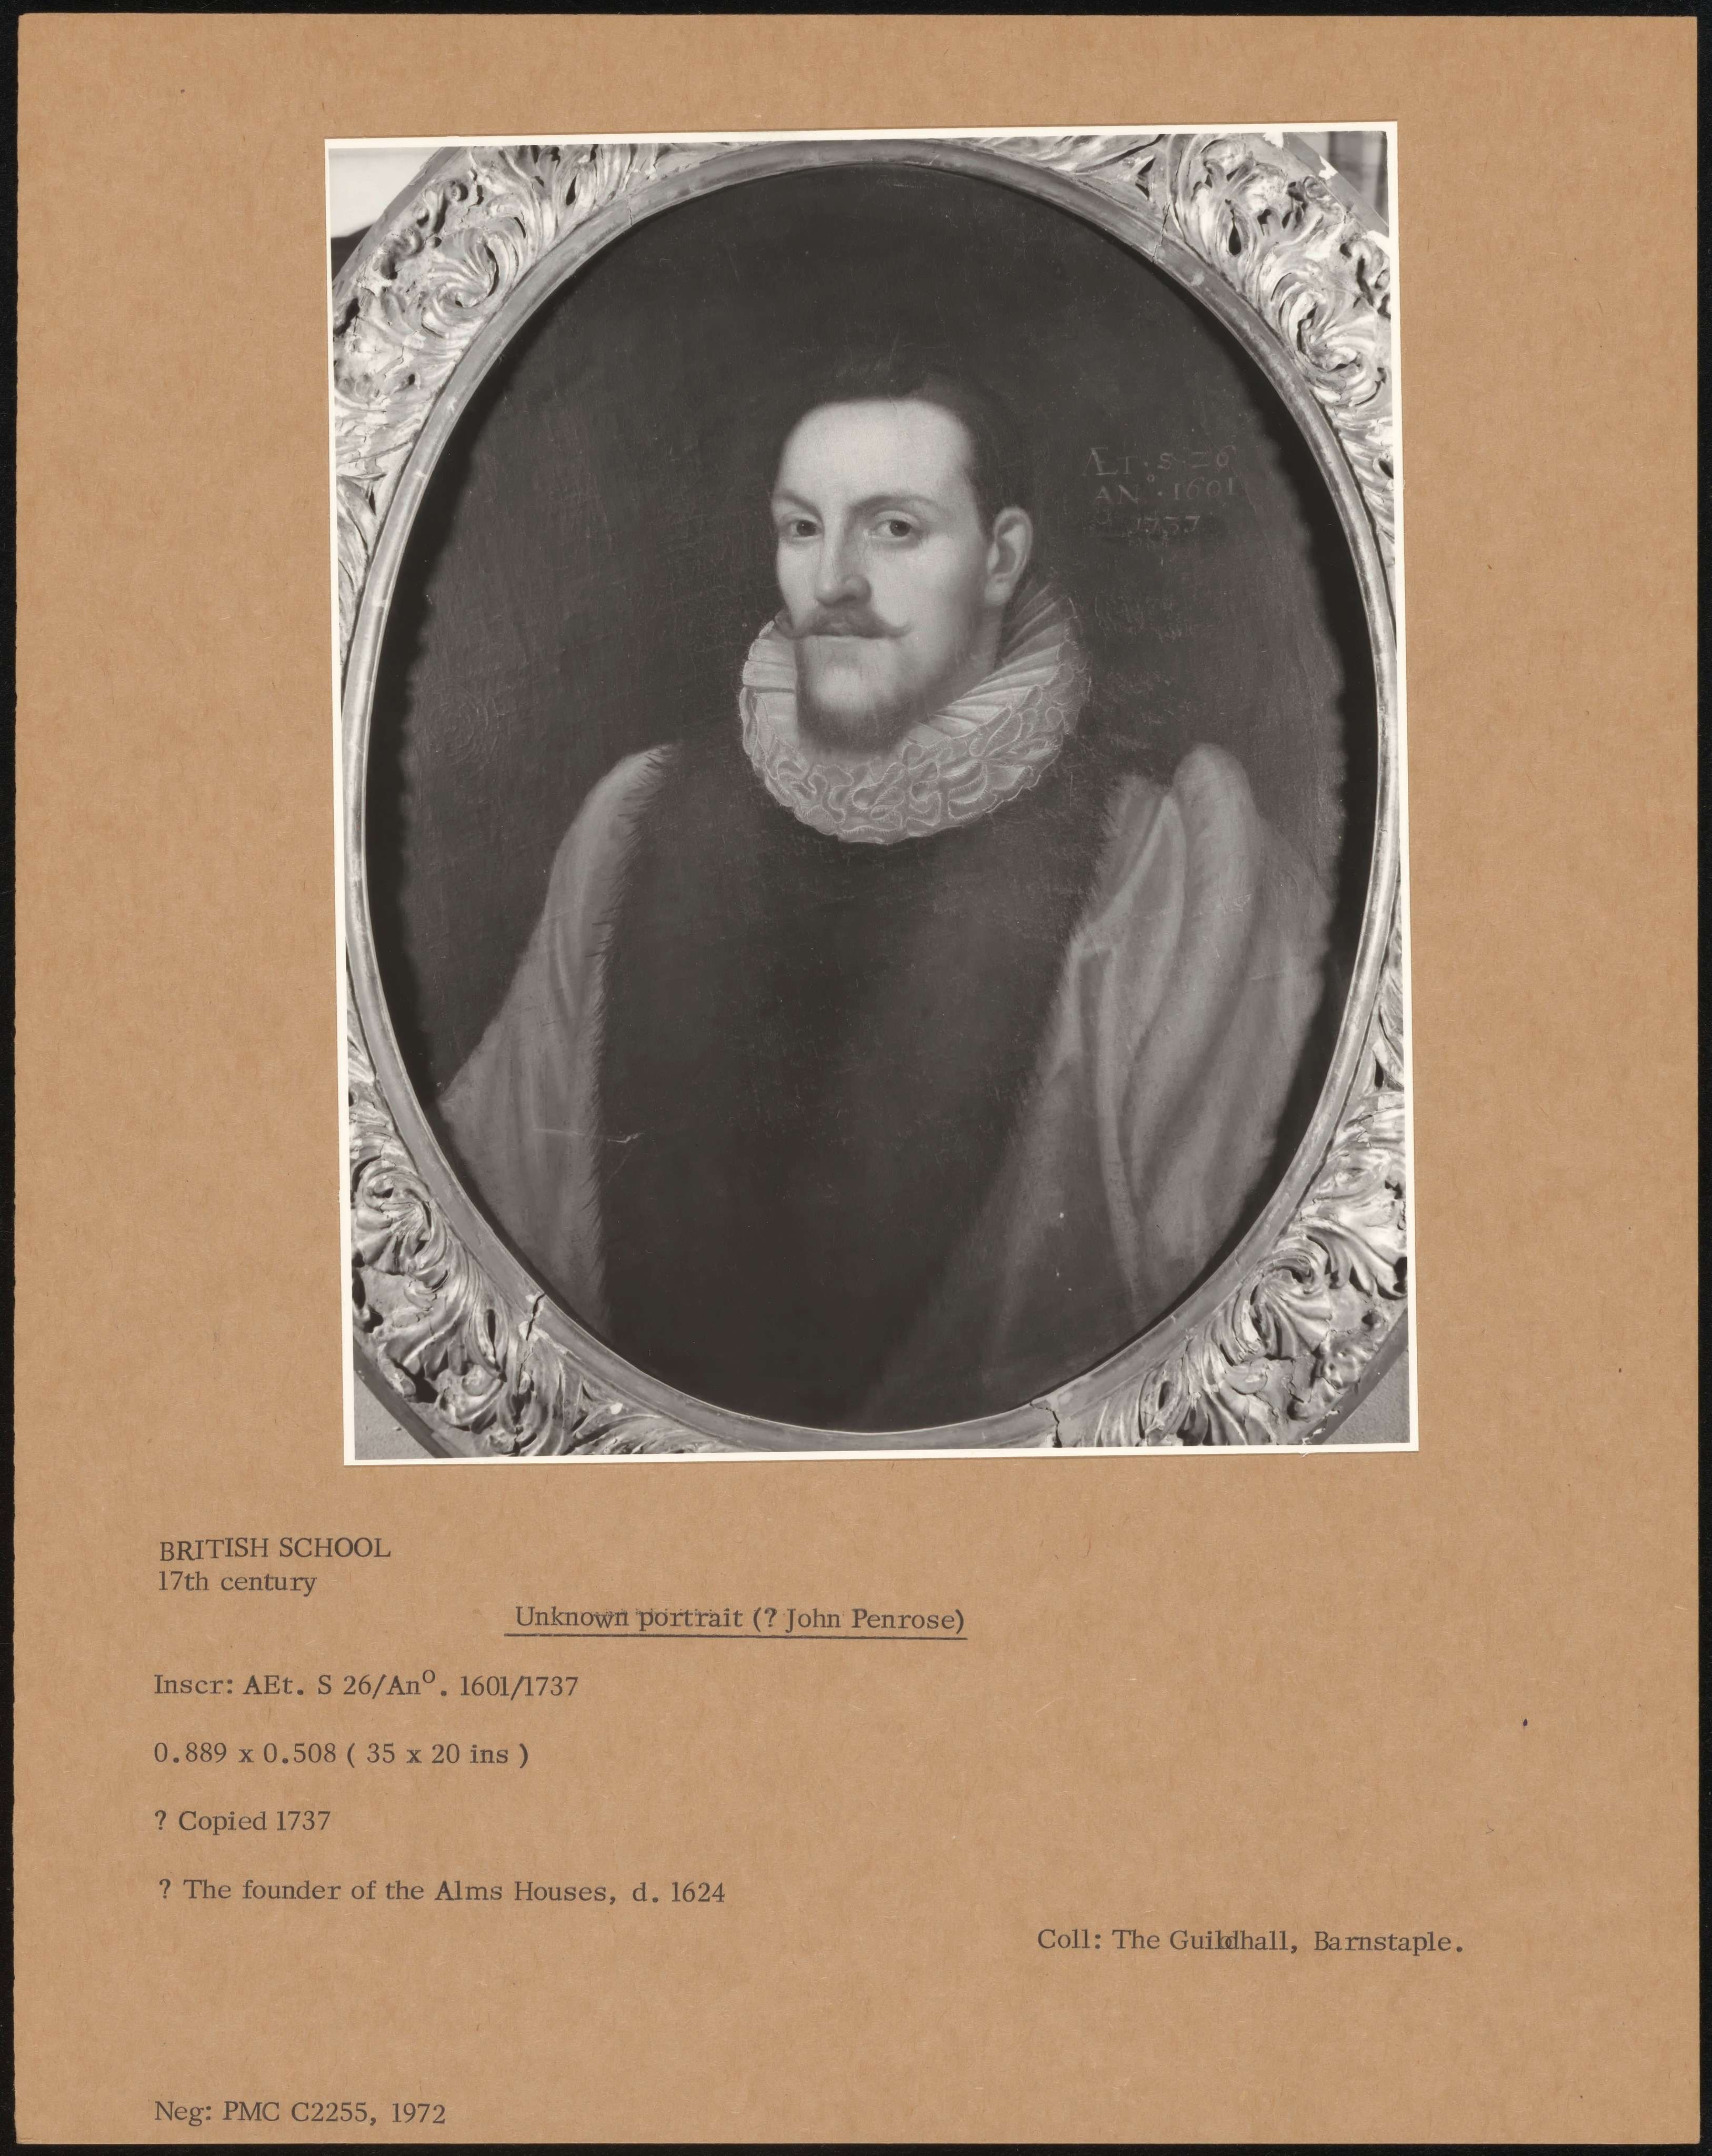 ÆT·S·26
AN°·1601
1737
BRITISH SCHOOL
17th century
Unknown portrait (? John Penrose)
Inscr: AEt. S 26/Anº. 1601/1737
0.889 x 0.508 ( 35 x 20 ins )
? Copied 1737
? The founder of the Alms Houses, d. 1624
Coll: The Guildhall, Barnstaple.
Neg: PMC C2255, 1972